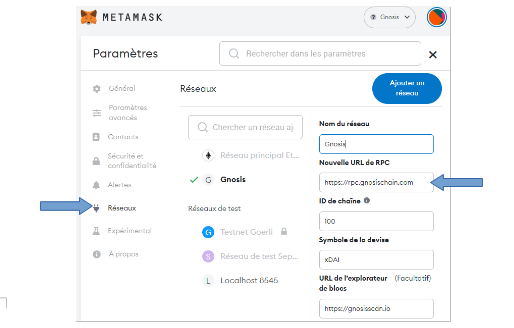 METAMASK
Gnosis
Paramètres
Rechercher dans les paramètres
Général
Paramètres
avancés
Contacts
Sécurité et
confidentialité
Alertes
Réseaux
Expérimental
À propos
Réseaux
Ajouter un
réseau
Chercher un réseau aj
Réseau principal Et...
Gnosis
Réseaux de test
Testnet Goerli
Réseau de test Sep...
Localhost 8545
Nom du réseau
Gnosis
Nouvelle URL de RPC
https://rpc.gnosischain.com
ID de chaîne
100
Symbole de la devise
xDAI
URL de l'explorateur (Facultatif)
de blocs
https://gnosisscan.io